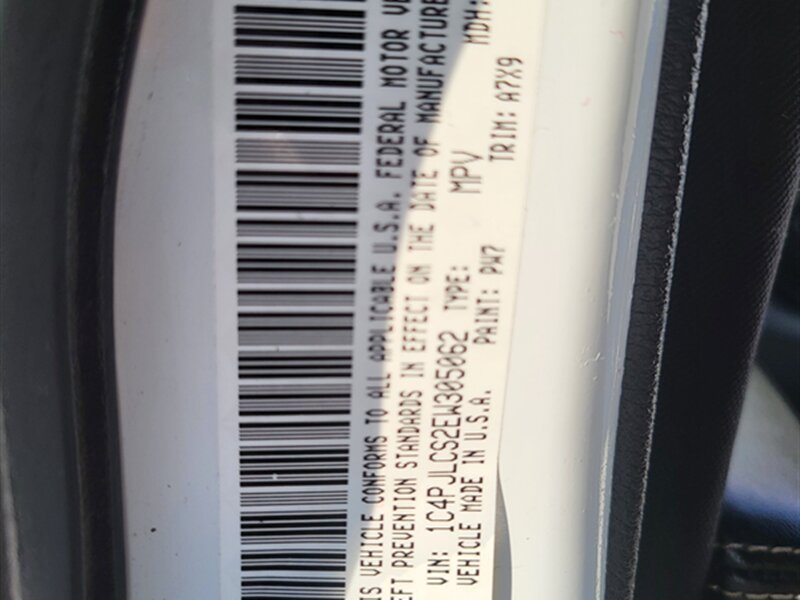 IS VEHICLE CONFORMS TO ALL APPLICABLE U.S.A. FEDERAL MOTOR VE
EFT PREVENTION STANDARDS IN EFFECT ON THE DATE OF MANUFACTURE
VIN: 1C4PJLCS2EW305062 TYPE: MPV MDH:
VEHICLE MADE IN U.S.A. PAINT: PW7 TRIM: A7X9